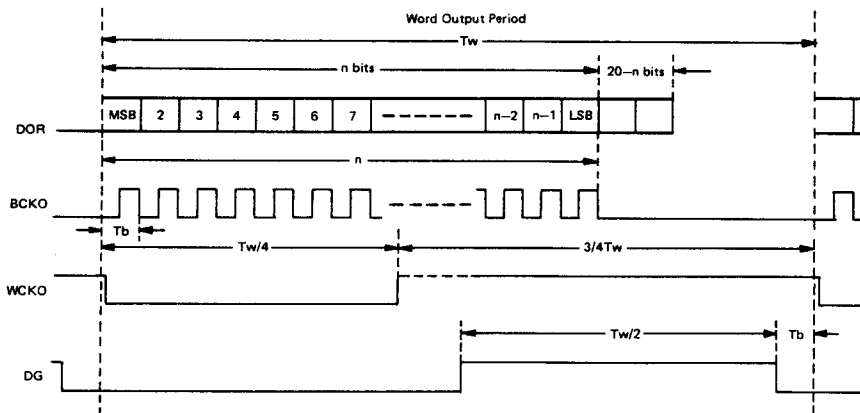 Word Output Period
Tw
n bits
20−n bits
DOR
MSB 2 3 4 5 6 7 n−2 n−1 LSB
n
BCKO
Tb
Tw/4
3/4Tw
WCKO
Tw/2
Tb
DG